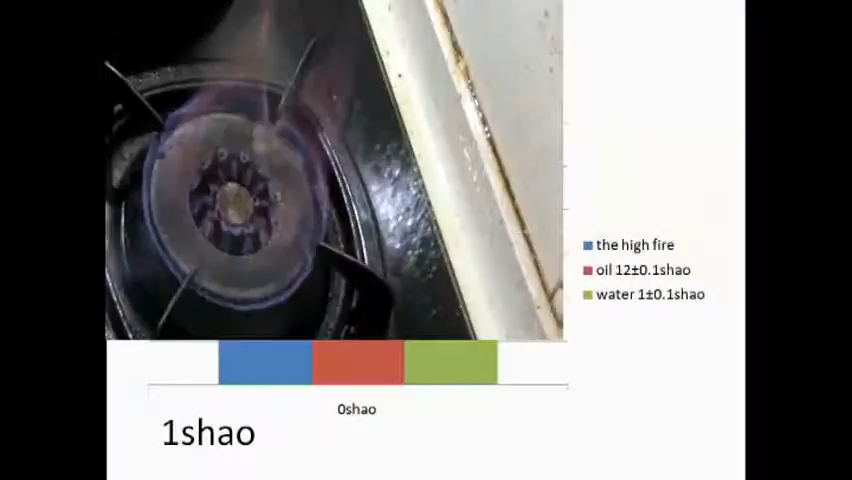 the high fire
oil 12±0.1shao
water 1±0.1shao
0shao
1shao